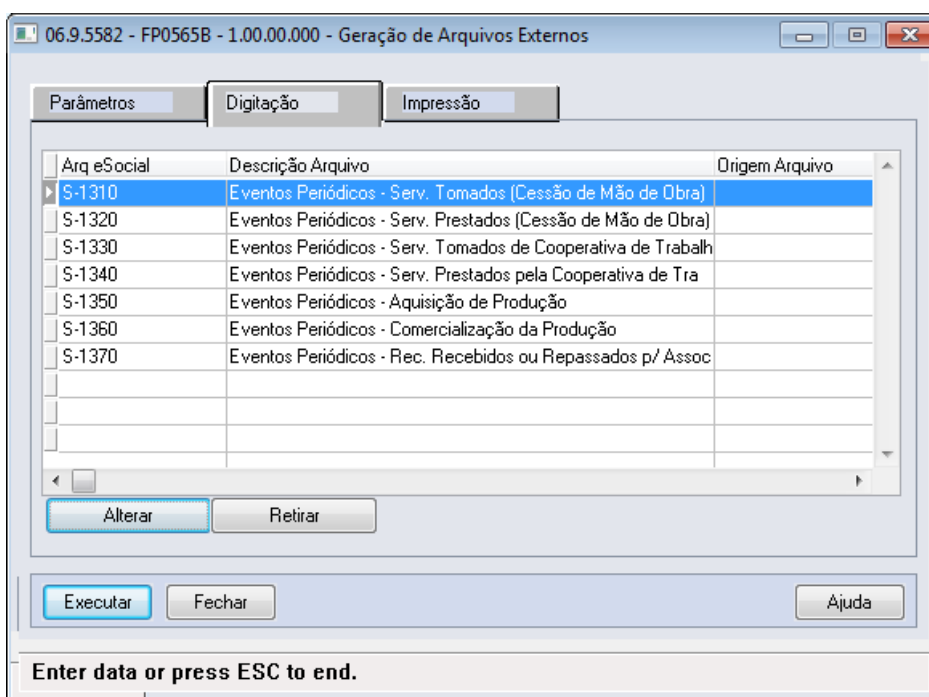 06.9.5582 - FP0565B - 1.00.00.000 - Geração de Arquivos Externos
Parâmetros Digitação Impressão
Arq eSocial Descrição Arquivo Origem Arquivo
S-1310 Eventos Periódicos - Serv. Tomados (Cessão de Mão de Obra)
S-1320 Eventos Periódicos - Serv. Prestados (Cessão de Mão de Obra)
S-1330 Eventos Periódicos - Serv. Tomados de Cooperativa de Trabalh
S-1340 Eventos Periódicos - Serv. Prestados pela Cooperativa de Tra
S-1350 Eventos Periódicos - Aquisição de Produção
S-1360 Eventos Periódicos - Comercialização da Produção
S-1370 Eventos Periódicos - Rec. Recebidos ou Repassados p/ Assoc
Alterar Retirar
Executar Fechar Ajuda
Enter data or press ESC to end.